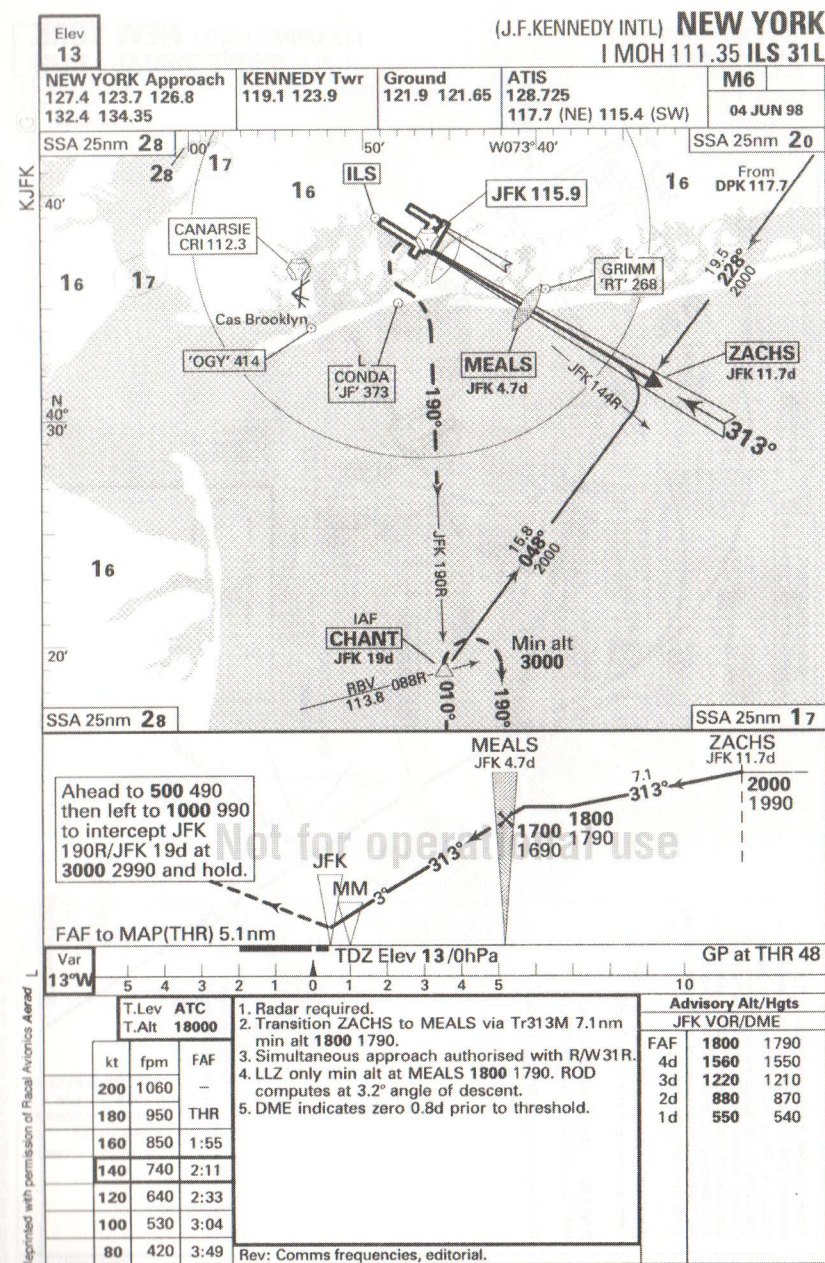 Elev
13
(J.F.KENNEDY INTL) NEW YORK
I MOH 111.35 ILS 31L
NEW YORK Approach
127.4 123.7 126.8
132.4 134.35
KENNEDY Twr
119.1 123.9
Ground
121.9 121.65
ATIS
128.725
117.7 (NE) 115.4 (SW)
M6
04 JUN 98
KJFK
SSA 25nm 28
28
00'
17
50'
W073°40'
SSA 25nm 20
40'
16
ILS
JFK 115.9
16
From
DPK 117.7
CANARSIE
CRI 112.3
16
17
L
GRIMM
'RT' 268
19.5
228°
2000
Cas Brooklyn
'OGY' 414
L
CONDA
'JF' 373
MEALS
JFK 4.7d
ZACHS
JFK 11.7d
JFK 144R
313°
N
40°
30'
190°
JFK 190R
15.8
048°
2000
16
IAF
CHANT
JFK 19d
Min alt
3000
20'
RBV 088R
113.8
010°
190°
SSA 25nm 28
SSA 25nm 17
MEALS
JFK 4.7d
ZACHS
JFK 11.7d
7.1
313°
2000
1990
Ahead to 500 490
then left to 1000 990
to intercept JFK
190R/JFK 19d at
3000 2990 and hold.
1800
1790
1700
1690
Not for operational use
313°
JFK
MM
3°
FAF to MAP(THR) 5.1nm
TDZ Elev 13/0hPa
GP at THR 48
Var
13°W
5 4 3 2 1 0 1 2 3 4 5 10
T.Lev ATC
T.Alt 18000
kt fpm FAF
200 1060 –
180 950 THR
160 850 1:55
140 740 2:11
120 640 2:33
100 530 3:04
80 420 3:49
1. Radar required.
2. Transition ZACHS to MEALS via Tr313M 7.1nm
min alt 1800 1790.
3. Simultaneous approach authorised with R/W31R.
4. LLZ only min alt at MEALS 1800 1790. ROD
computes at 3.2° angle of descent.
5. DME indicates zero 0.8d prior to threshold.
Rev: Comms frequencies, editorial.
Advisory Alt/Hgts
JFK VOR/DME
FAF 1800 1790
4d 1560 1550
3d 1220 1210
2d 880 870
1d 550 540
Reprinted with permission of Racal Avionics Aerad L